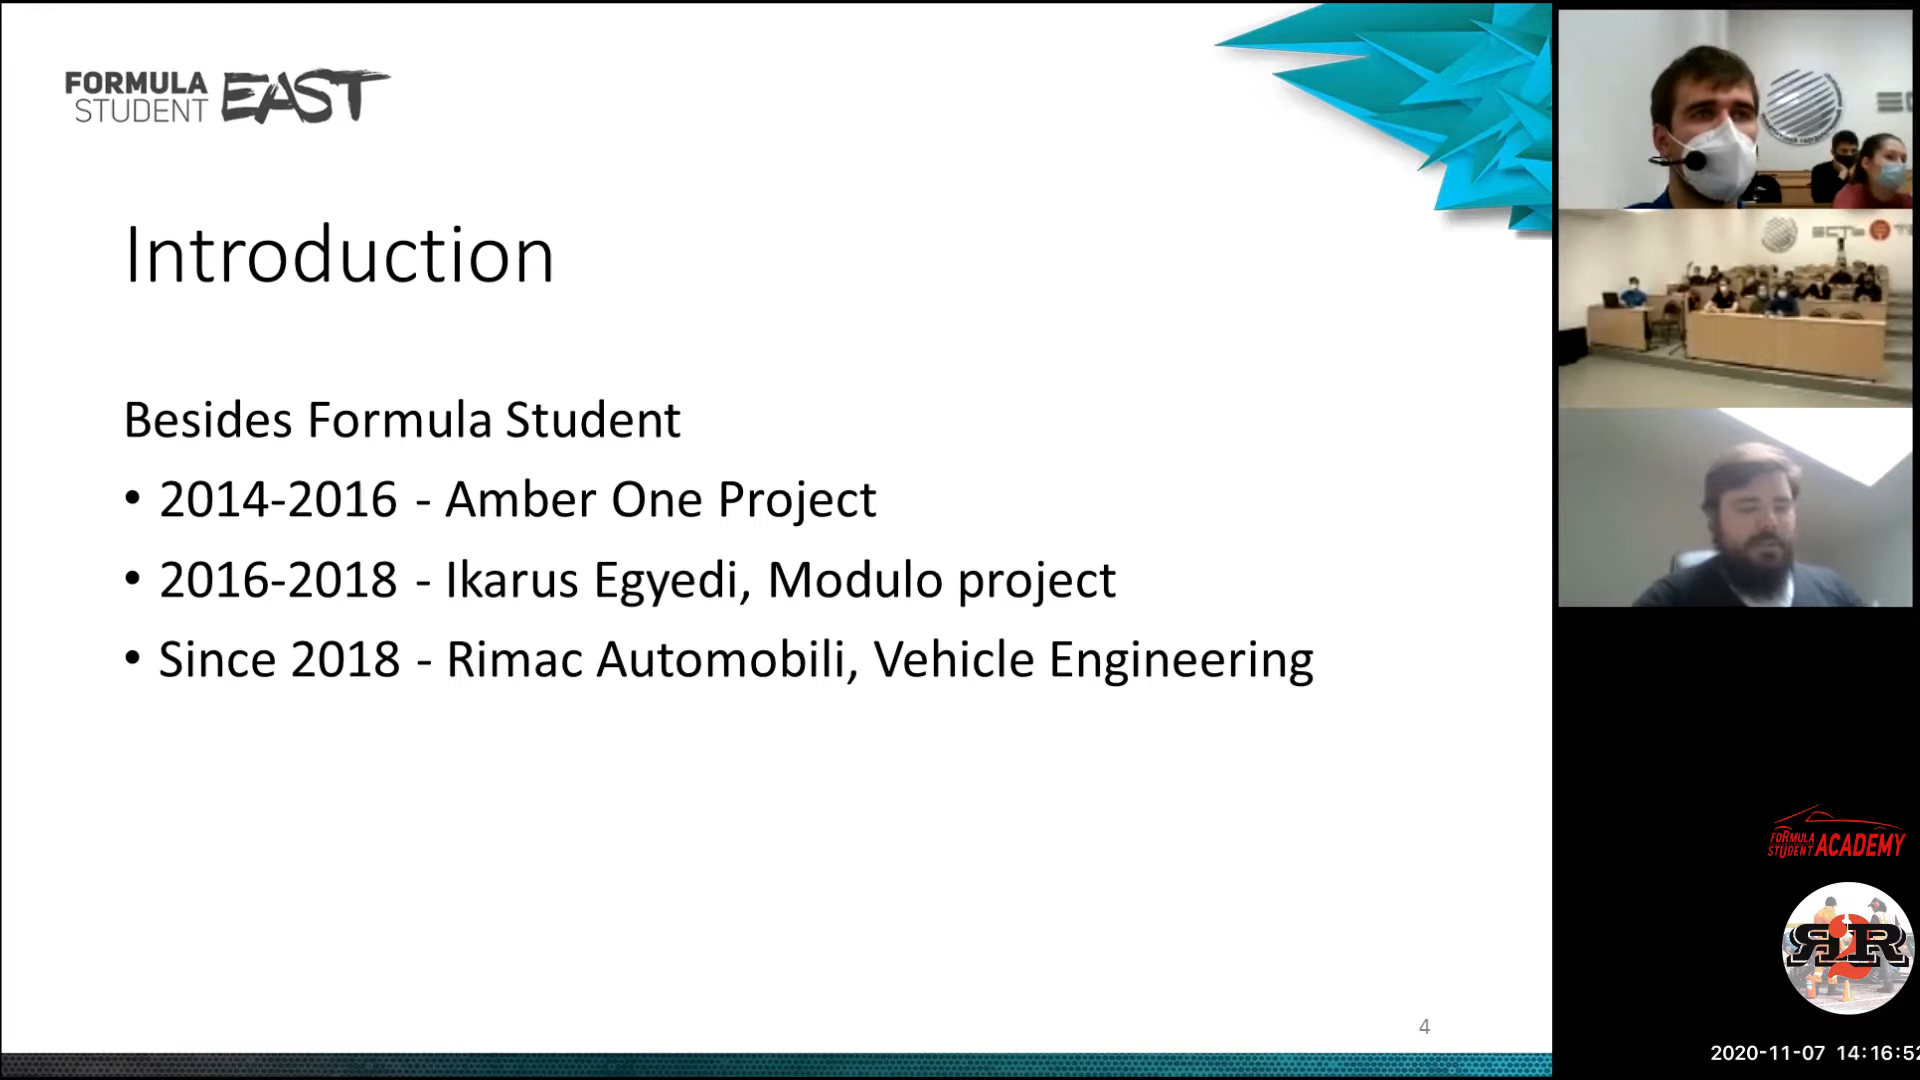 FORMULA
STUDENT EAST
Introduction
Besides Formula Student
• 2014-2016 - Amber One Project
• 2016-2018 - Ikarus Egyedi, Modulo project
• Since 2018 - Rimac Automobili, Vehicle Engineering
4
ЕСТЬ
FORMULA
STUDENT ACADEMY
2020-11-07 14:16:52